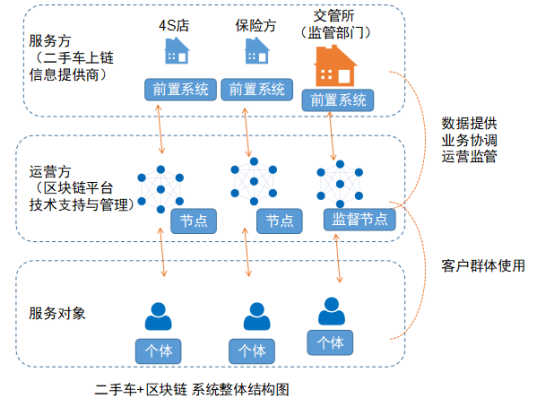 4S店
保险方
交管所
（监管部门）
服务方
（二手车上链
信息提供商）
前置系统
前置系统
前置系统
数据提供
业务协调
运营监管
运营方
（区块链平台
技术支持与管理）
节点
节点
监督节点
客户群体使用
服务对象
个体
个体
个体
二手车+区块链 系统整体结构图